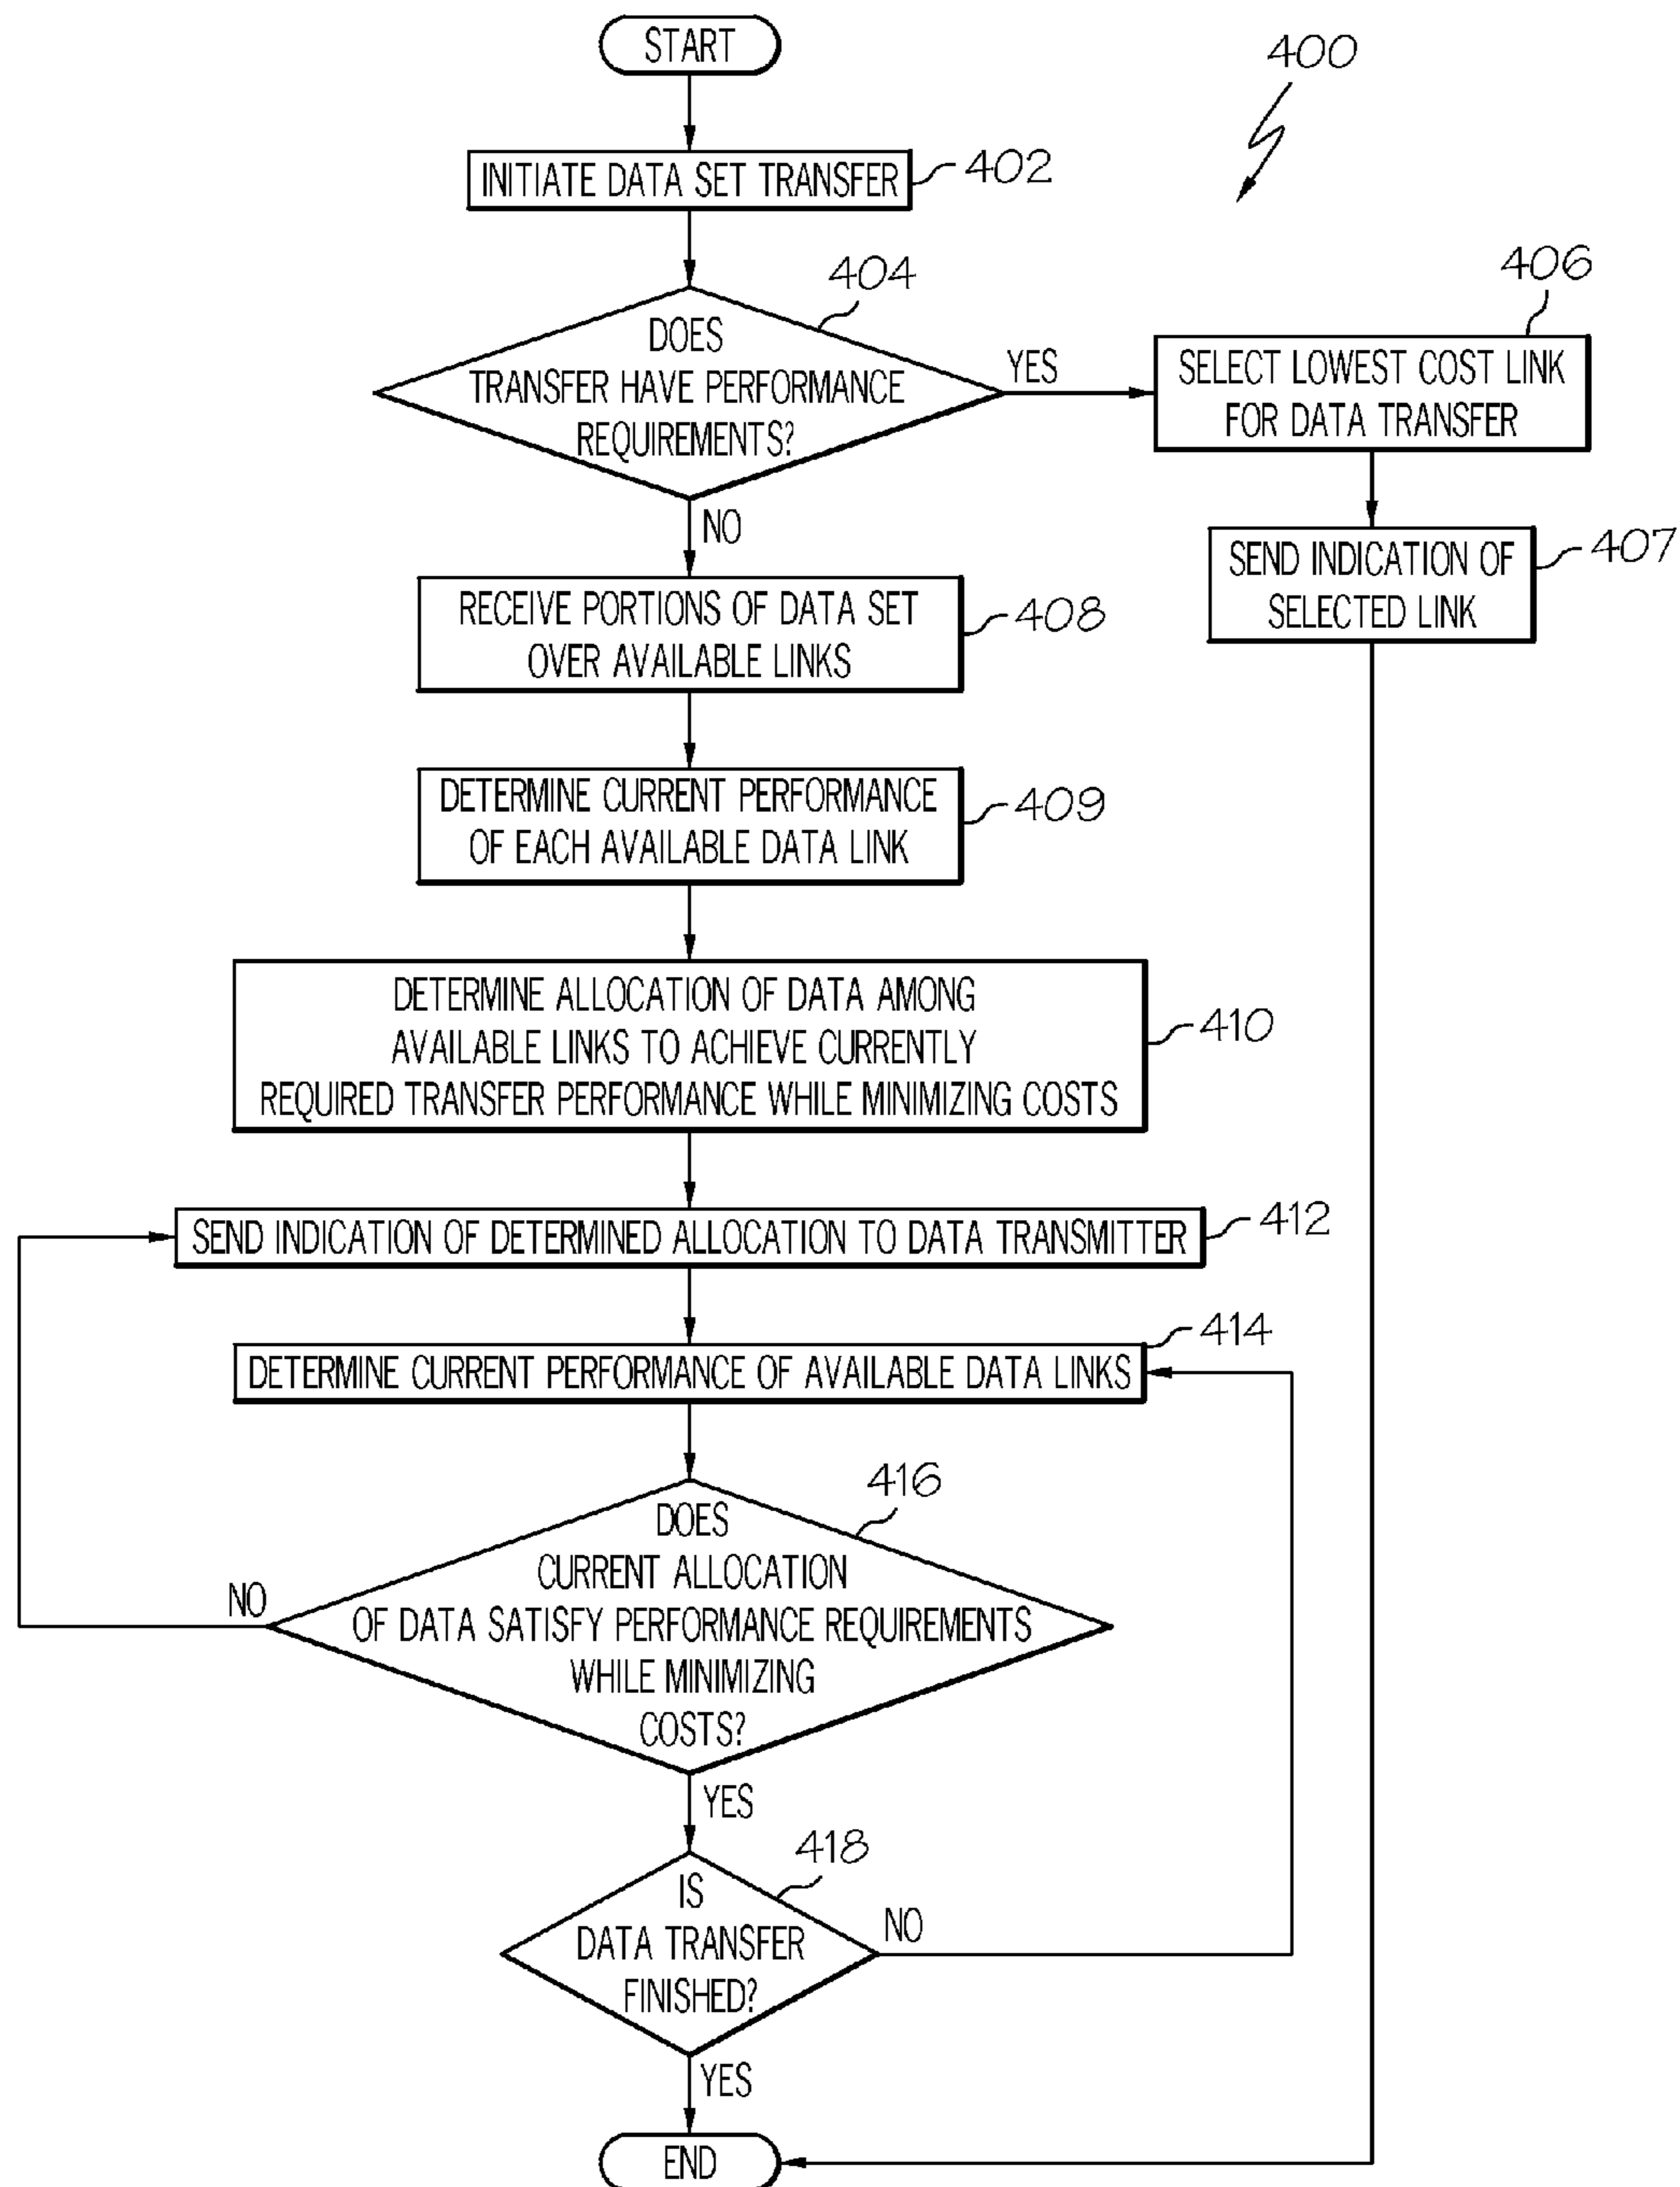 START
400
INITIATE DATA SET TRANSFER
402
404
DOES
TRANSFER HAVE PERFORMANCE
REQUIREMENTS?
YES
NO
406
SELECT LOWEST COST LINK
FOR DATA TRANSFER
SEND INDICATION OF
SELECTED LINK
407
RECEIVE PORTIONS OF DATA SET
OVER AVAILABLE LINKS
408
DETERMINE CURRENT PERFORMANCE
OF EACH AVAILABLE DATA LINK
409
DETERMINE ALLOCATION OF DATA AMONG
AVAILABLE LINKS TO ACHIEVE CURRENTLY
REQUIRED TRANSFER PERFORMANCE WHILE MINIMIZING COSTS
410
SEND INDICATION OF DETERMINED ALLOCATION TO DATA TRANSMITTER
412
414
DETERMINE CURRENT PERFORMANCE OF AVAILABLE DATA LINKS
416
DOES
CURRENT ALLOCATION
OF DATA SATISFY PERFORMANCE REQUIREMENTS
WHILE MINIMIZING
COSTS?
NO
YES
418
IS
DATA TRANSFER
FINISHED?
NO
YES
END